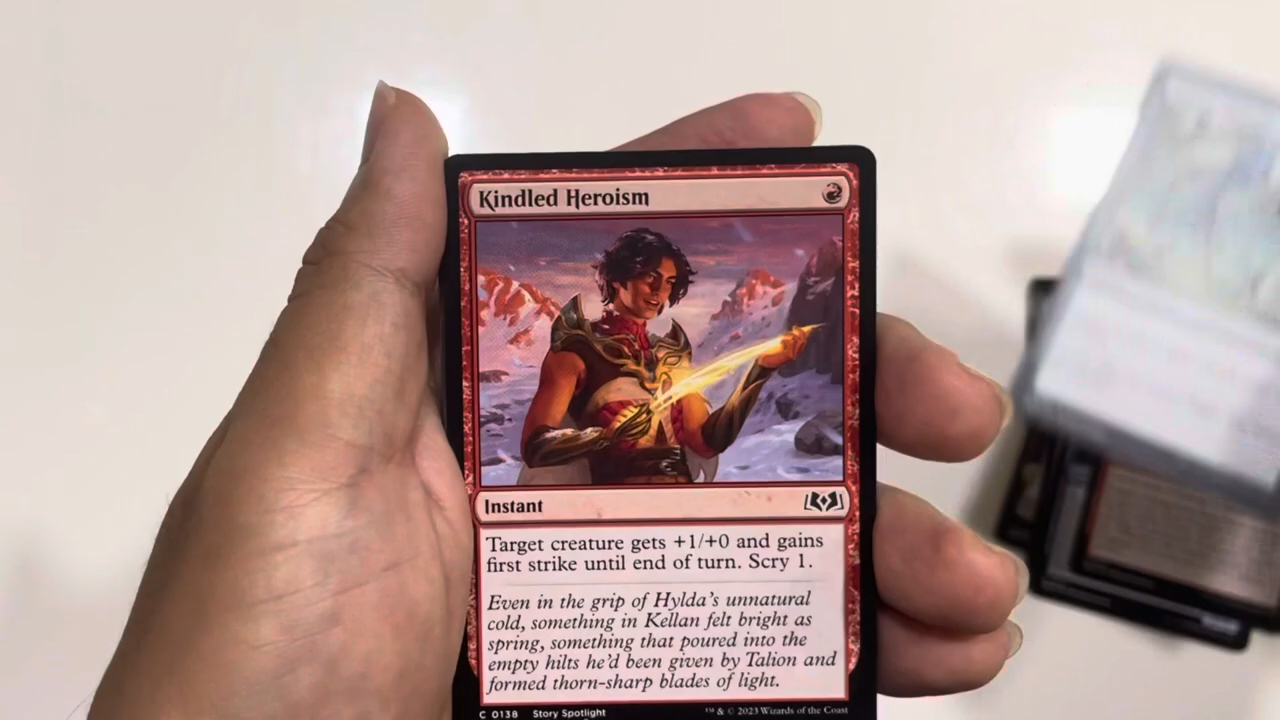 Kindled Heroism
Instant
Target creature gets +1/+0 and gains
first strike until end of turn. Scry 1.
Even in the grip of Hylda's unnatural
cold, something in Kellan felt bright as
spring, something that poured into the
empty hilts he'd been given by Talion and
formed thorn-sharp blades of light.
C 0138 Story Spotlight ™ & © 2023 Wizards of the Coast